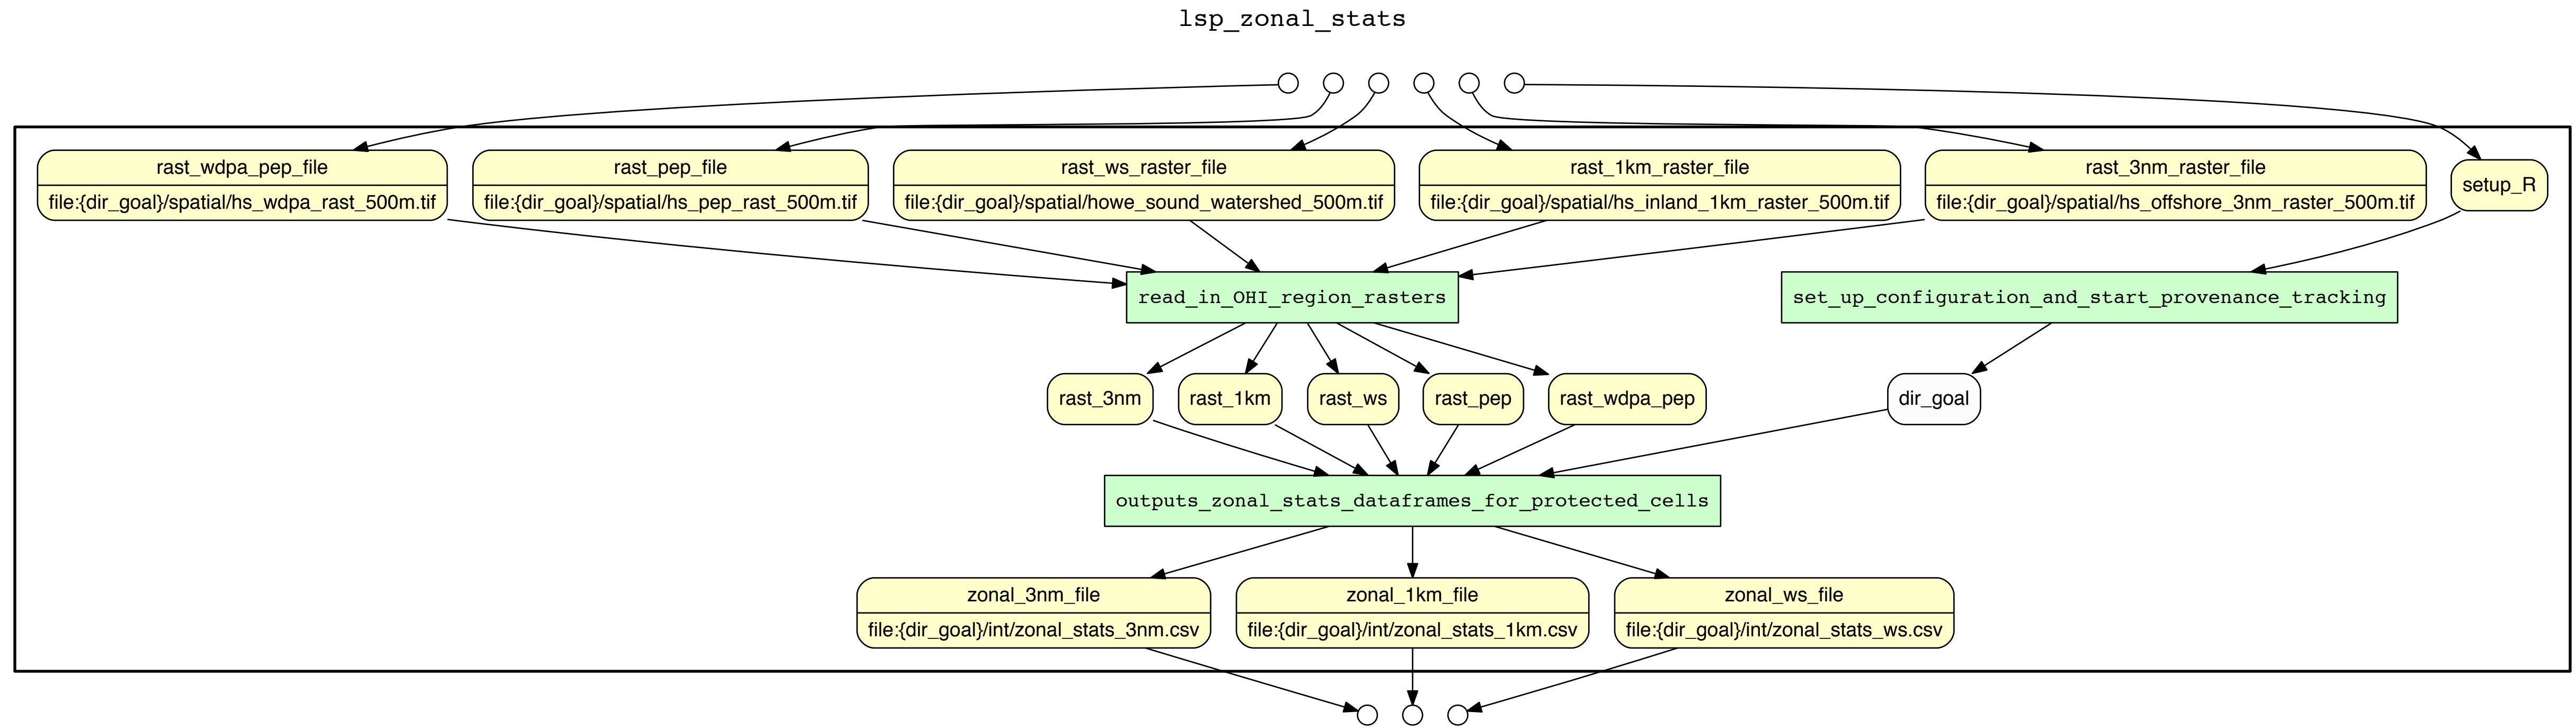 lsp_zonal_stats
rast_wdpa_pep_file
file:{dir_goal}/spatial/hs_wdpa_rast_500m.tif
rast_pep_file
file:{dir_goal}/spatial/hs_pep_rast_500m.tif
rast_ws_raster_file
file:{dir_goal}/spatial/howe_sound_watershed_500m.tif
rast_1km_raster_file
file:{dir_goal}/spatial/hs_inland_1km_raster_500m.tif
rast_3nm_raster_file
file:{dir_goal}/spatial/hs_offshore_3nm_raster_500m.tif
setup_R
read_in_OHI_region_rasters
set_up_configuration_and_start_provenance_tracking
rast_3nm
rast_1km
rast_ws
rast_pep
rast_wdpa_pep
dir_goal
outputs_zonal_stats_dataframes_for_protected_cells
zonal_3nm_file
file:{dir_goal}/int/zonal_stats_3nm.csv
zonal_1km_file
file:{dir_goal}/int/zonal_stats_1km.csv
zonal_ws_file
file:{dir_goal}/int/zonal_stats_ws.csv